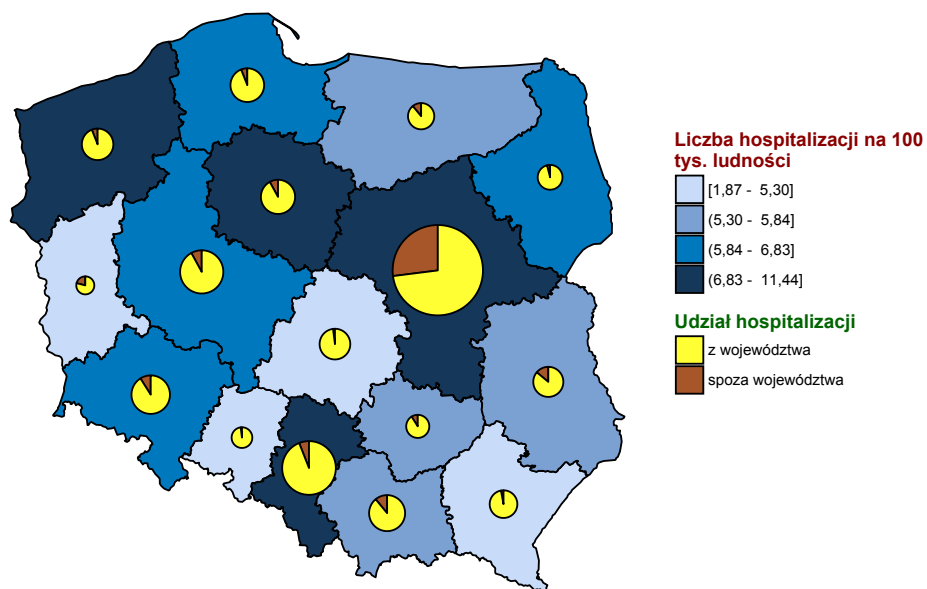 Liczba hospitalizacji na 100
tys. ludności
[1,87 - 5,30]
(5,30 - 5,84]
(5,84 - 6,83]
(6,83 - 11,44]
Udział hospitalizacji
z województwa
spoza województwa